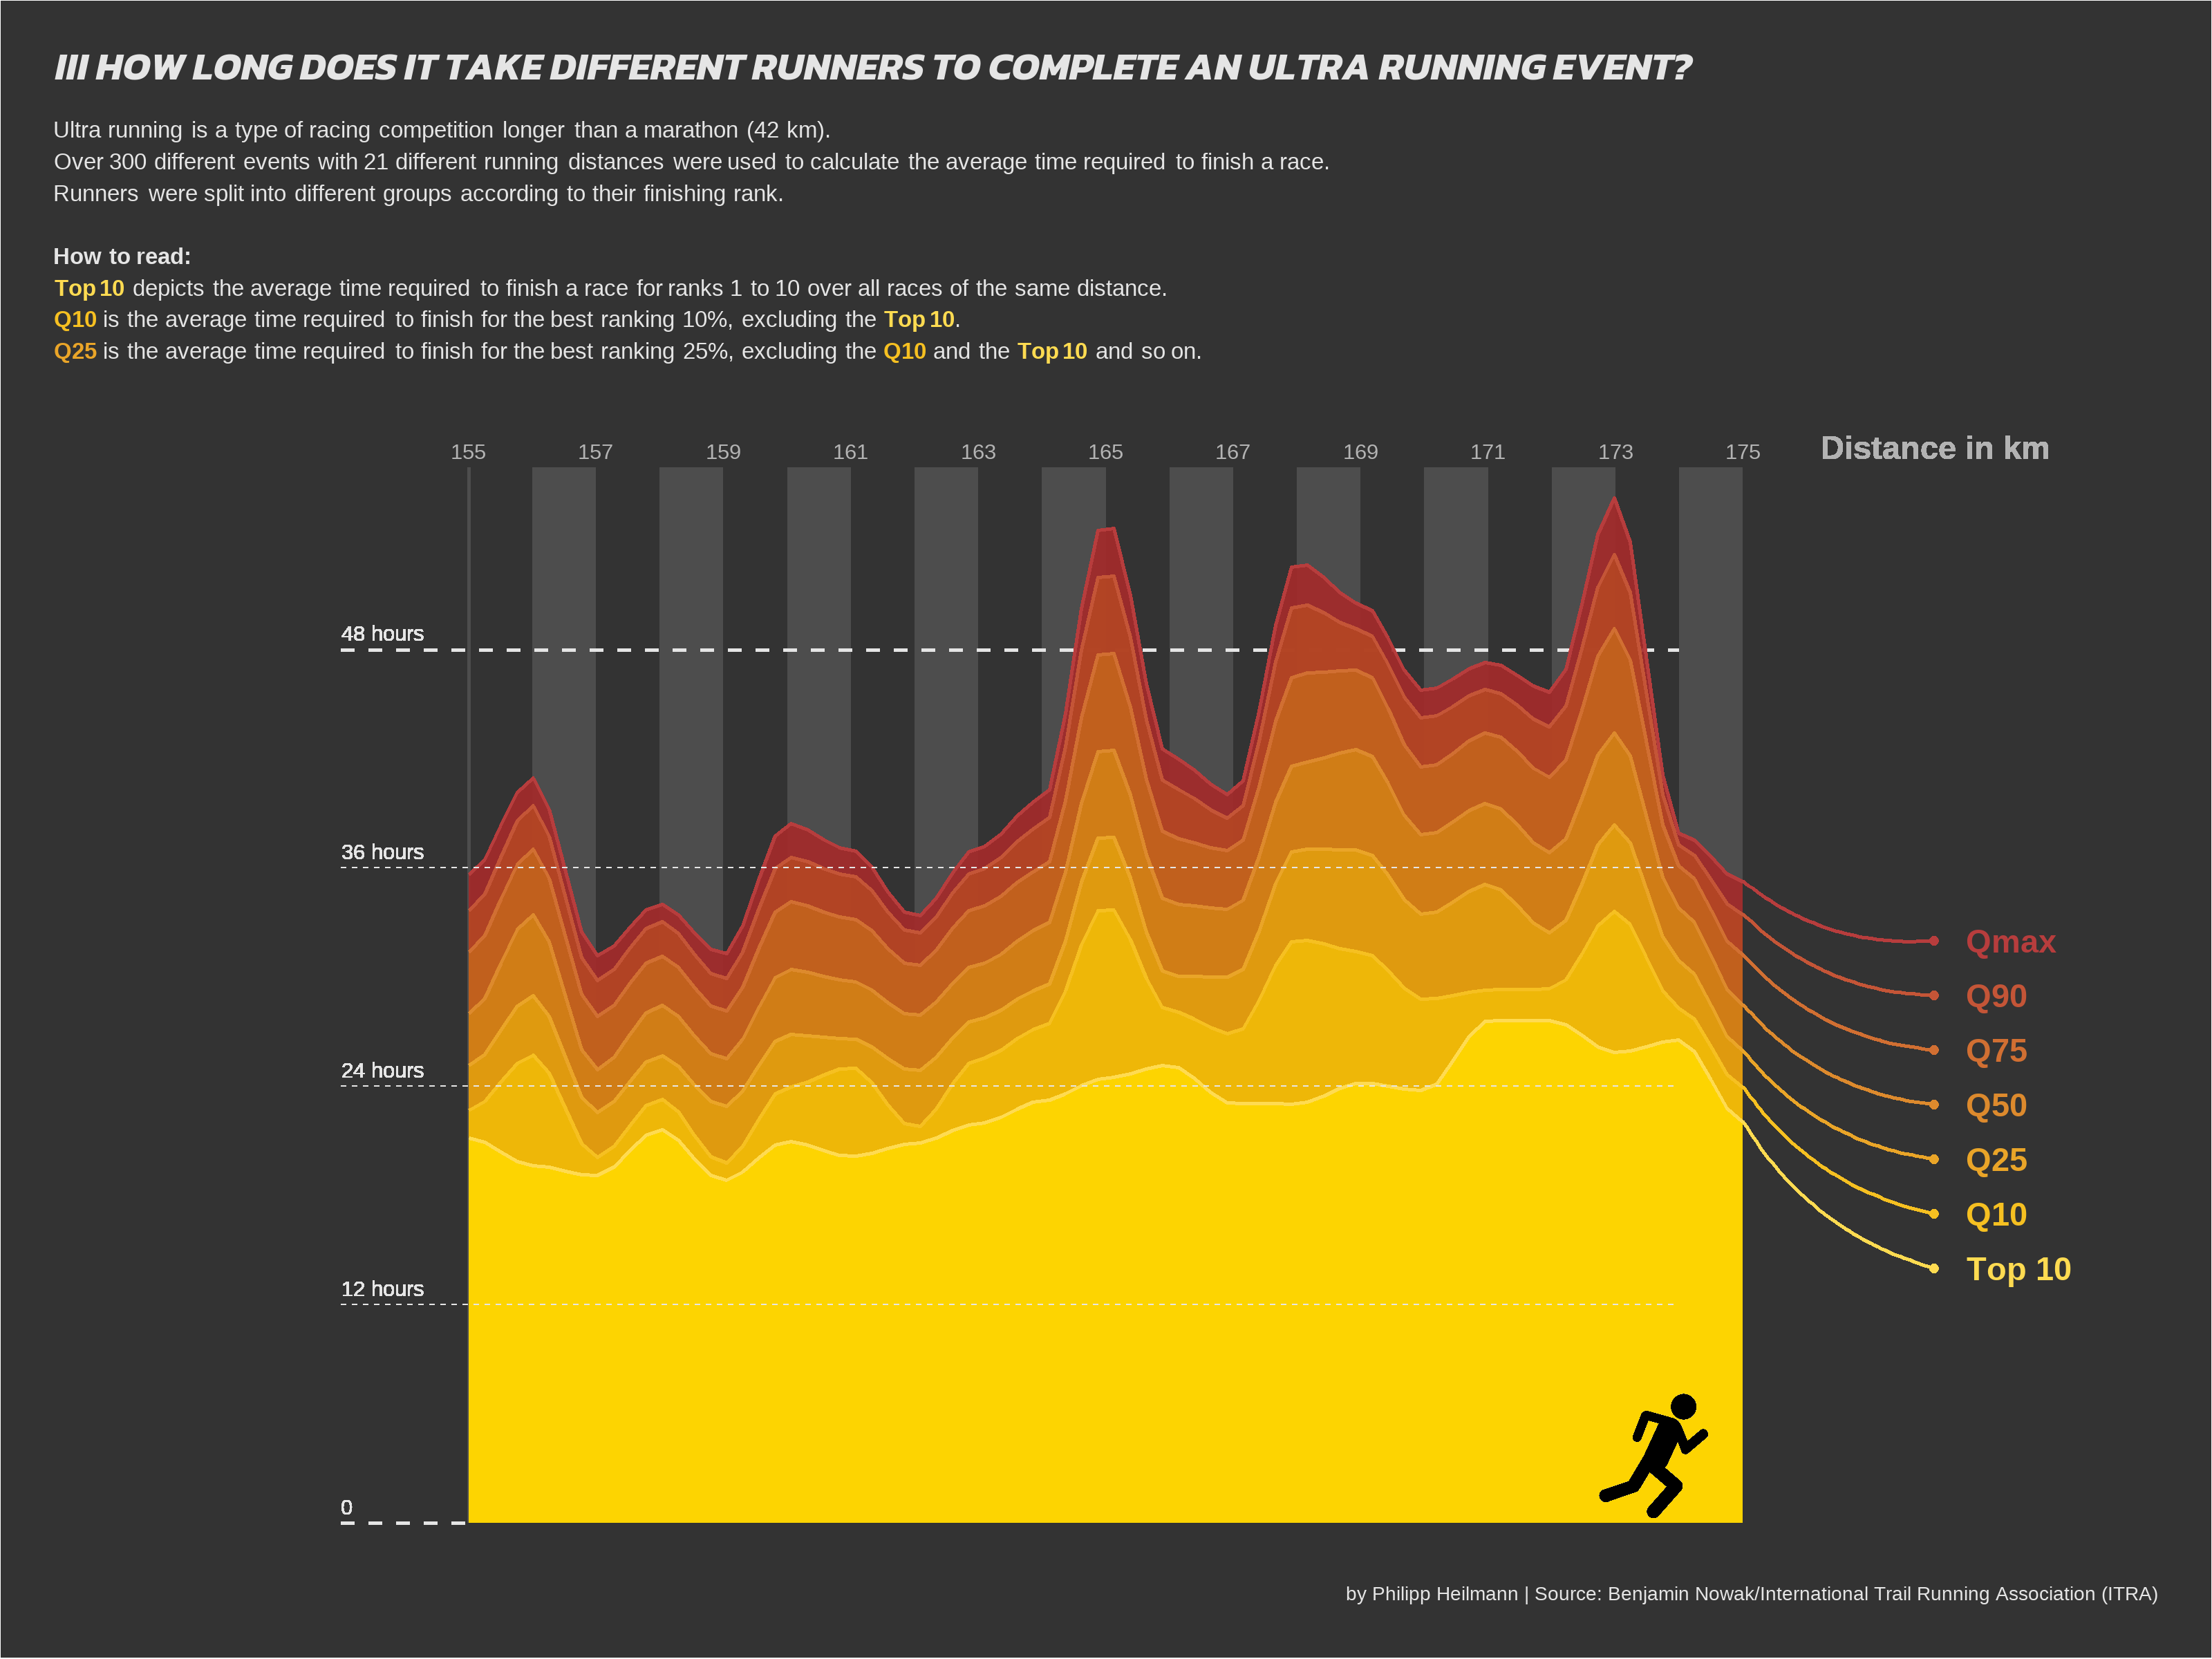 III HOW LONG DOES IT TAKE DIFFERENT RUNNERS TO COMPLETE AN ULTRA RUNNING EVENT?
Ultra running is a type of racing competition longer than a marathon (42 km).
Over 300 different events with 21 different running distances were used to calculate the average time required to finish a race.
Runners were split into different groups according to their finishing rank.
How to read:
Top 10 depicts the average time required to finish a race for ranks 1 to 10 over all races of the same distance.
Q10 is the average time required to finish for the best ranking 10%, excluding the Top 10.
Q25 is the average time required to finish for the best ranking 25%, excluding the Q10 and the Top 10 and so on.
155 157 159 161 163 165 167 169 171 173 175 Distance in km
48 hours
36 hours
24 hours
12 hours
0
Qmax
Q90
Q75
Q50
Q25
Q10
Top 10
by Philipp Heilmann | Source: Benjamin Nowak/International Trail Running Association (ITRA)